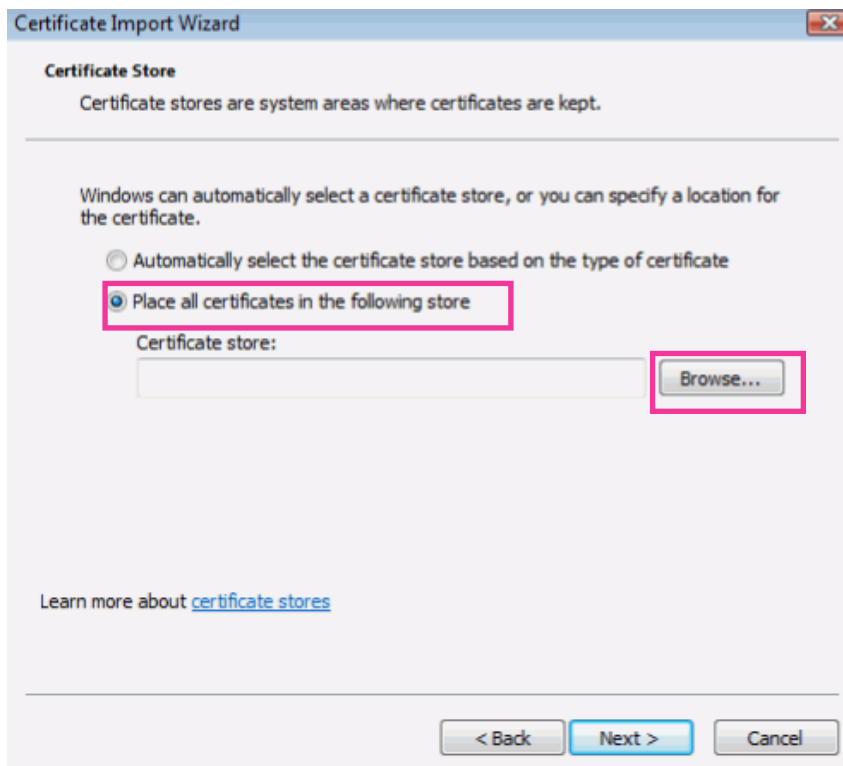 Certificate Import Wizard
Certificate Store
Certificate stores are system areas where certificates are kept.
Windows can automatically select a certificate store, or you can specify a location for
the certificate.
Automatically select the certificate store based on the type of certificate
Place all certificates in the following store
Certificate store:
Browse...
Learn more about certificate stores
< Back Next > Cancel